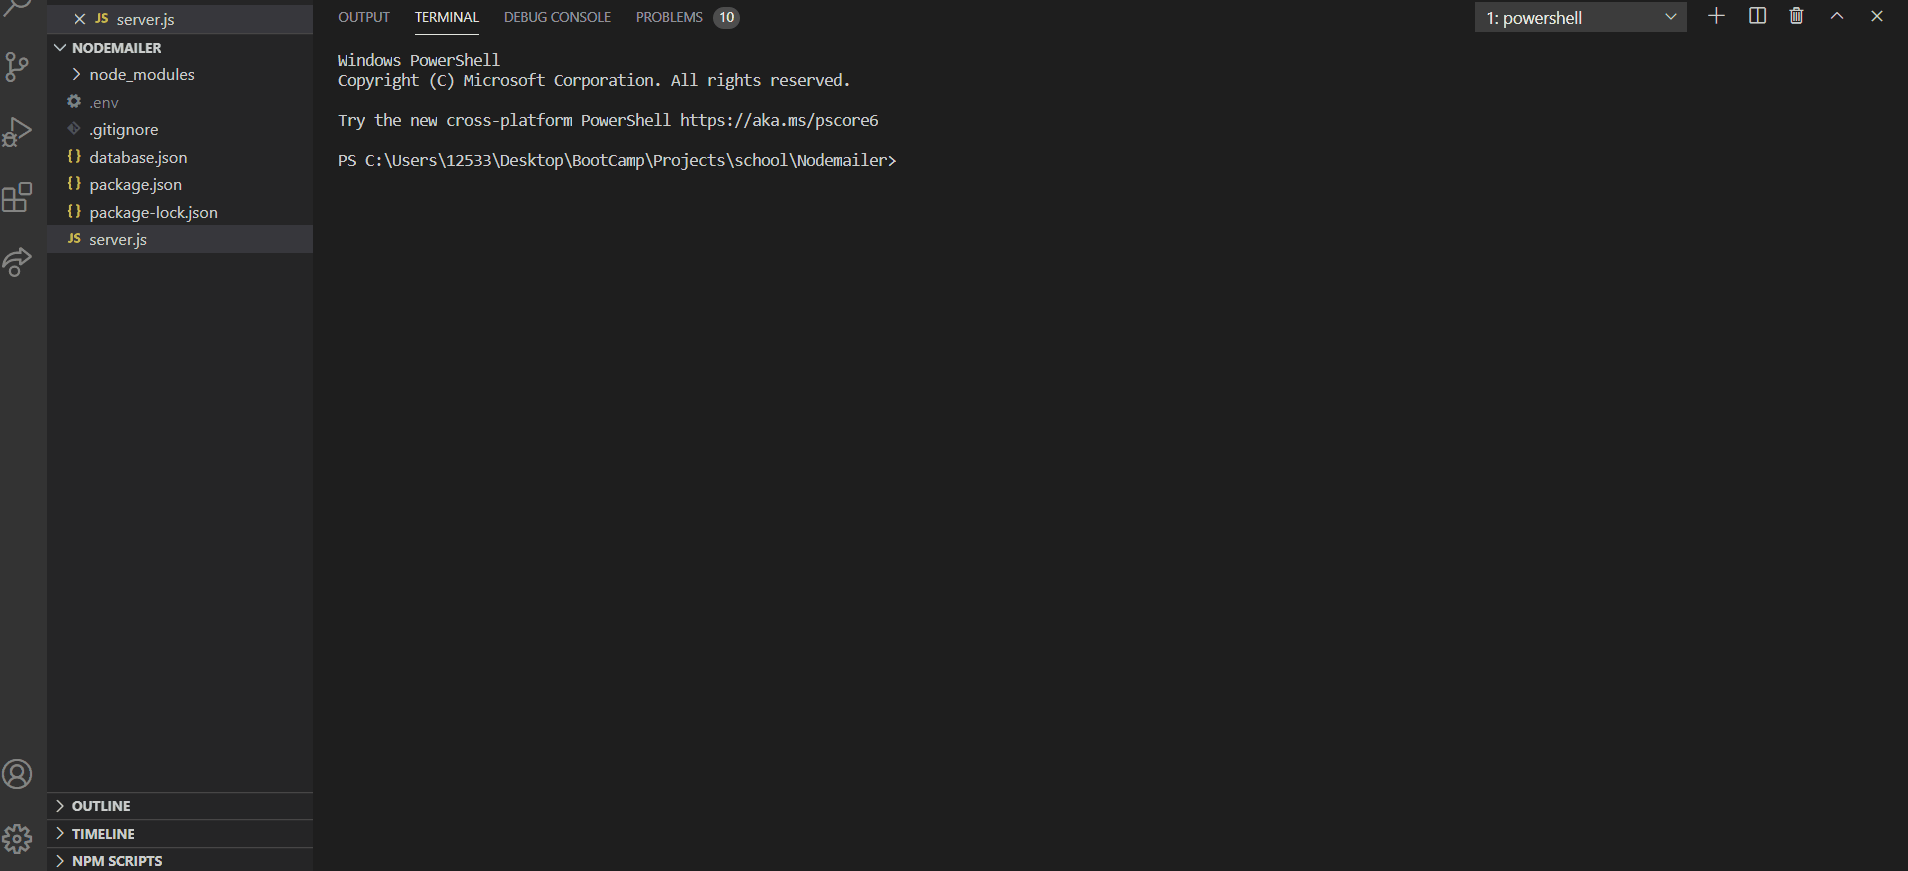 JS server.js
NODEMAILER
node_modules
.env
.gitignore
{} database.json
{} package.json
{} package-lock.json
JS server.js
OUTLINE
TIMELINE
NPM SCRIPTS
OUTPUT TERMINAL DEBUG CONSOLE PROBLEMS 10
1: powershell
Windows PowerShell
Copyright (C) Microsoft Corporation. All rights reserved.
Try the new cross-platform PowerShell https://aka.ms/pscore6
PS C:\Users\12533\Desktop\BootCamp\Projects\school\Nodemailer>